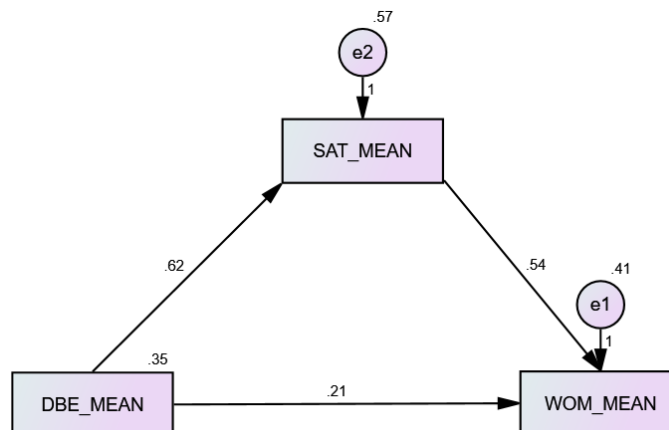 .57
e2
1
SAT_MEAN
.62
.54
.41
e1
.35
1
DBE_MEAN
.21
WOM_MEAN